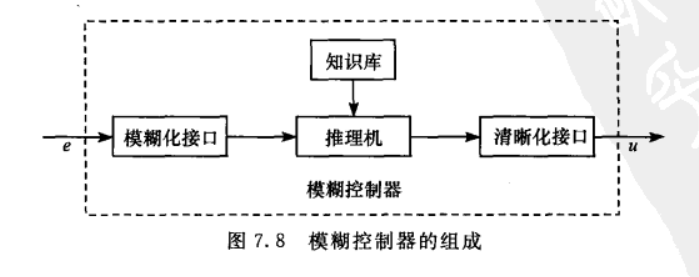 知识库
e
模糊化接口
推理机
清晰化接口
u
模糊控制器
图 7.8 模糊控制器的组成